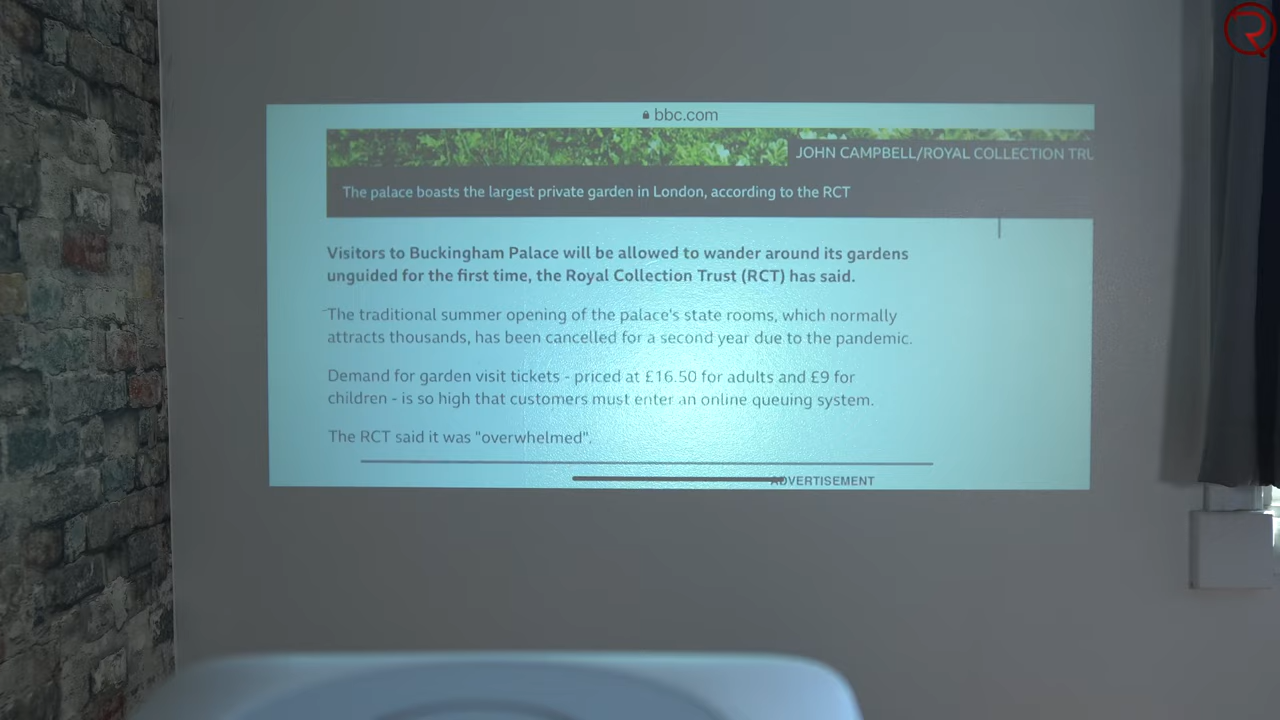 bbc.com
JOHN CAMPBELL/ROYAL COLLECTION TRU
The palace boasts the largest private garden in London, according to the RCT
Visitors to Buckingham Palace will be allowed to wander around its gardens
unguided for the first time, the Royal Collection Trust (RCT) has said.
The traditional summer opening of the palace's state rooms, which normally
attracts thousands, has been cancelled for a second year due to the pandemic.
Demand for garden visit tickets - priced at £16.50 for adults and £9 for
children - is so high that customers must enter an online queuing system.
The RCT said it was "overwhelmed".
ADVERTISEMENT